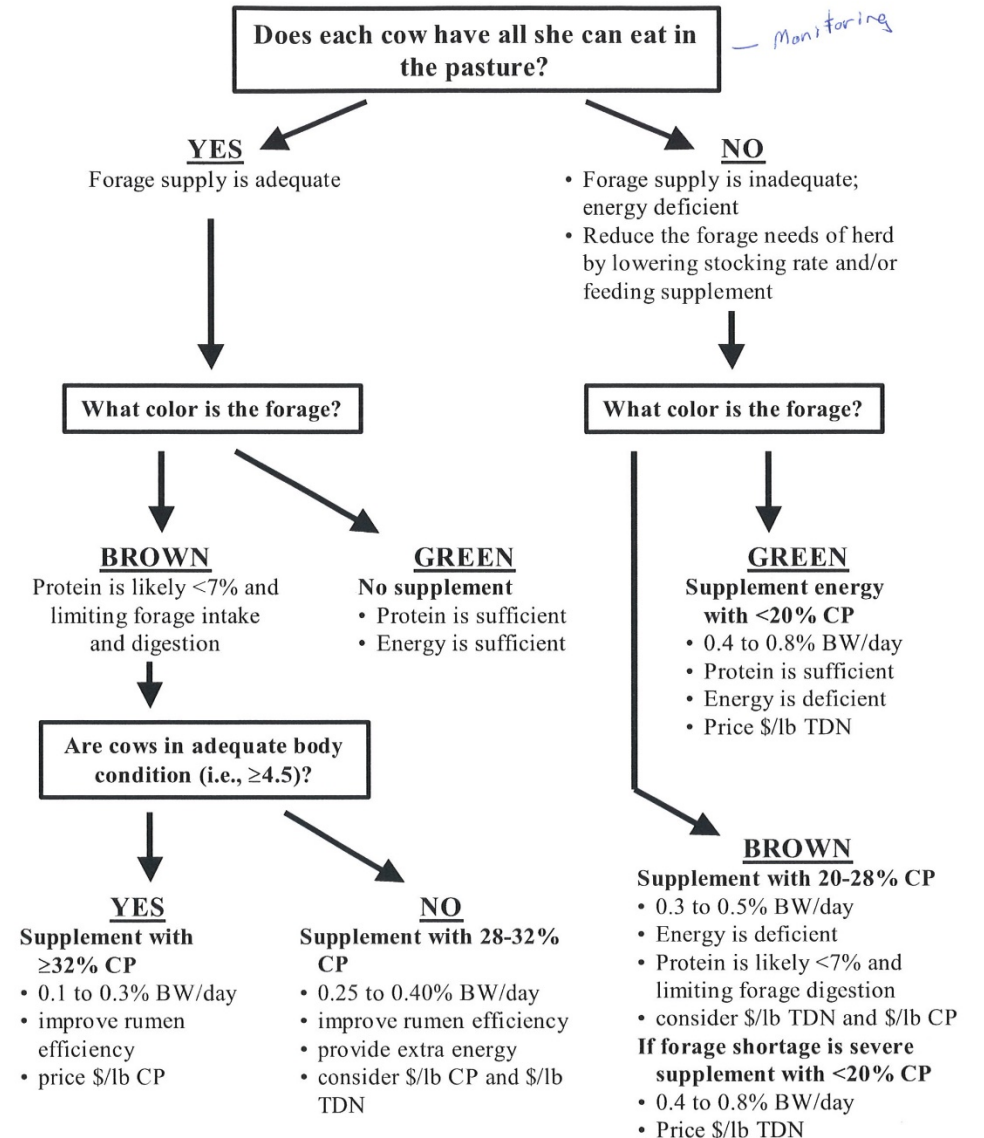 Does each cow have all she can eat in
the pasture?
— Monitoring
YES
Forage supply is adequate
NO
• Forage supply is inadequate;
energy deficient
• Reduce the forage needs of herd
by lowering stocking rate and/or
feeding supplement
What color is the forage?
What color is the forage?
BROWN
Protein is likely <7% and
limiting forage intake
and digestion
GREEN
No supplement
• Protein is sufficient
• Energy is sufficient
GREEN
Supplement energy
with <20% CP
• 0.4 to 0.8% BW/day
• Protein is sufficient
• Energy is deficient
• Price $/lb TDN
Are cows in adequate body
condition (i.e., ≥4.5)?
YES
Supplement with
≥32% CP
• 0.1 to 0.3% BW/day
• improve rumen
efficiency
• price $/lb CP
NO
Supplement with 28-32%
CP
• 0.25 to 0.40% BW/day
• improve rumen efficiency
• provide extra energy
• consider $/lb CP and $/lb
TDN
BROWN
Supplement with 20-28% CP
• 0.3 to 0.5% BW/day
• Energy is deficient
• Protein is likely <7% and
limiting forage digestion
• consider $/lb TDN and $/lb CP
If forage shortage is severe
supplement with <20% CP
• 0.4 to 0.8% BW/day
• Price $/lb TDN